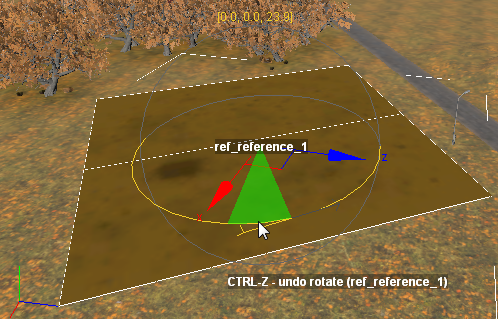 [0.0, 0.0, 23.9]
ref_reference_1
z
CTRL-Z - undo rotate (ref_reference_1)